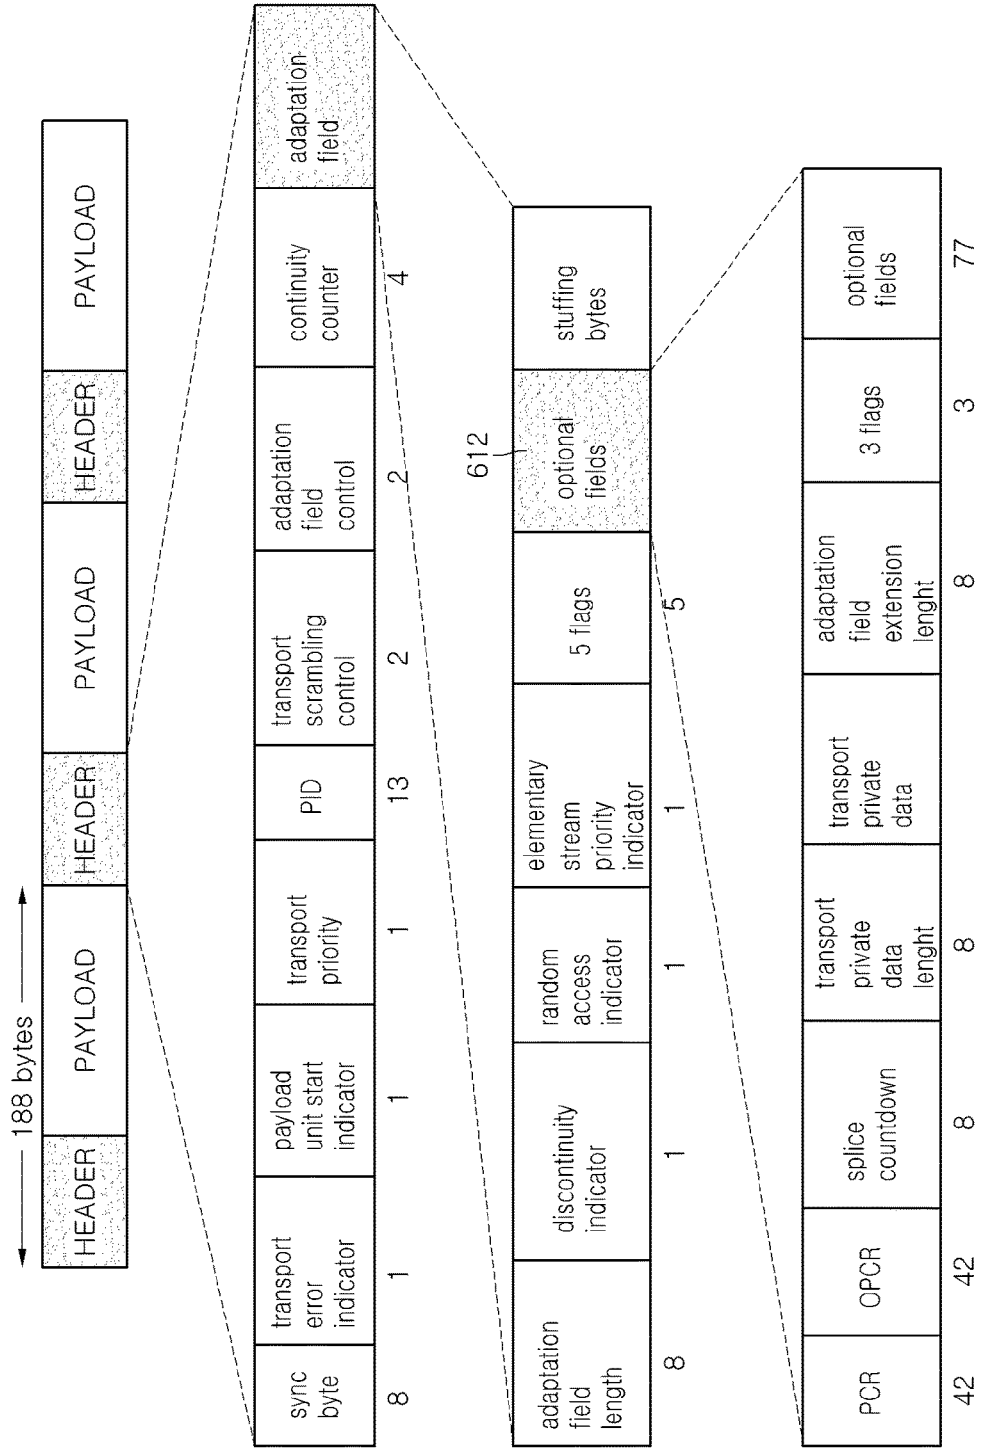 188 bytes
HEADER
PAYLOAD
HEADER
PAYLOAD
HEADER
PAYLOAD
sync
byte
transport
error
indicator
payload
unit start
indicator
transport
priority
PID
transport
scrambling
control
adaptation
field
control
continuity
counter
adaptation
field
8
1
1
1
13
2
2
4
612
adaptation
field
length
discontinuity
indicator
random
access
indicator
elementary
stream
priority
indicator
5 flags
optional
fields
stuffing
bytes
8
1
1
1
5
PCR
OPCR
splice
countdown
transport
private
data
lenght
transport
private
data
adaptation
field
extension
lenght
3 flags
optional
fields
42
42
8
8
8
3
77